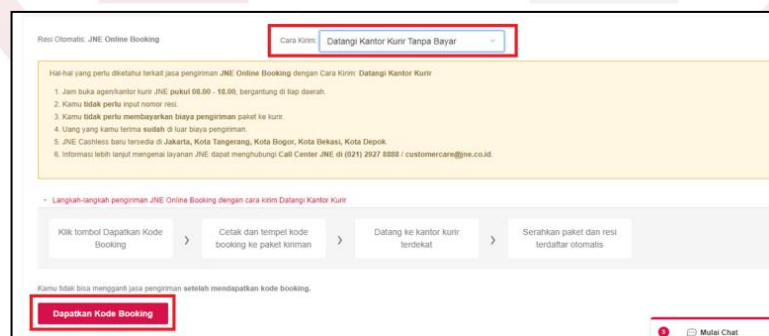 Resi Otomatis: JNE Online Booking
Cara Kirim: Datangi Kantor Kurir Tanpa Bayar
Hal-hal yang perlu diketahui terkait jasa pengiriman JNE Online Booking dengan Cara Kirim: Datangi Kantor Kurir
1. Jam buka agen/kantor kurir JNE pukul 08.00 - 18.00, bergantung di tiap daerah.
2. Kamu tidak perlu input nomor resi.
3. Kamu tidak perlu membayarkan biaya pengiriman paket ke kurir.
4. Uang yang kamu terima sudah di luar biaya pengiriman.
5. JNE Cashless baru tersedia di Jakarta, Kota Tangerang, Kota Bogor, Kota Bekasi, Kota Depok.
6. Informasi lebih lanjut mengenai layanan JNE dapat menghubungi Call Center JNE di (021) 2927 8888 / customercare@jne.co.id.
Langkah-langkah pengiriman JNE Online Booking dengan cara kirim Datangi Kantor Kurir
Klik tombol Dapatkan Kode
Booking
Cetak dan tempel kode
booking ke paket kiriman
Datang ke kantor kurir
terdekat
Serahkan paket dan resi
terdaftar otomatis
Kamu tidak bisa mengganti jasa pengiriman setelah mendapatkan kode booking.
Dapatkan Kode Booking
3 Mulai Chat